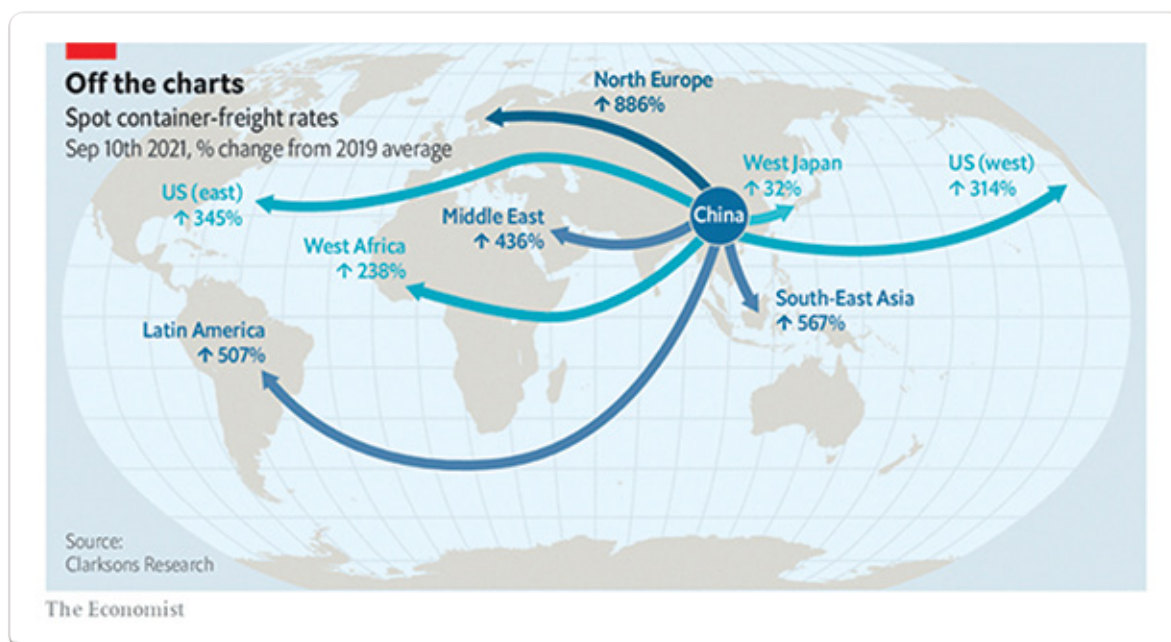 Off the charts
Spot container-freight rates
Sep 10th 2021, % change from 2019 average
North Europe
↑ 886%
West Japan
↑ 32%
US (west)
↑ 314%
US (east)
↑ 345%
Middle East
↑ 436%
China
West Africa
↑ 238%
South-East Asia
↑ 567%
Latin America
↑ 507%
Source:
Clarksons Research
The Economist